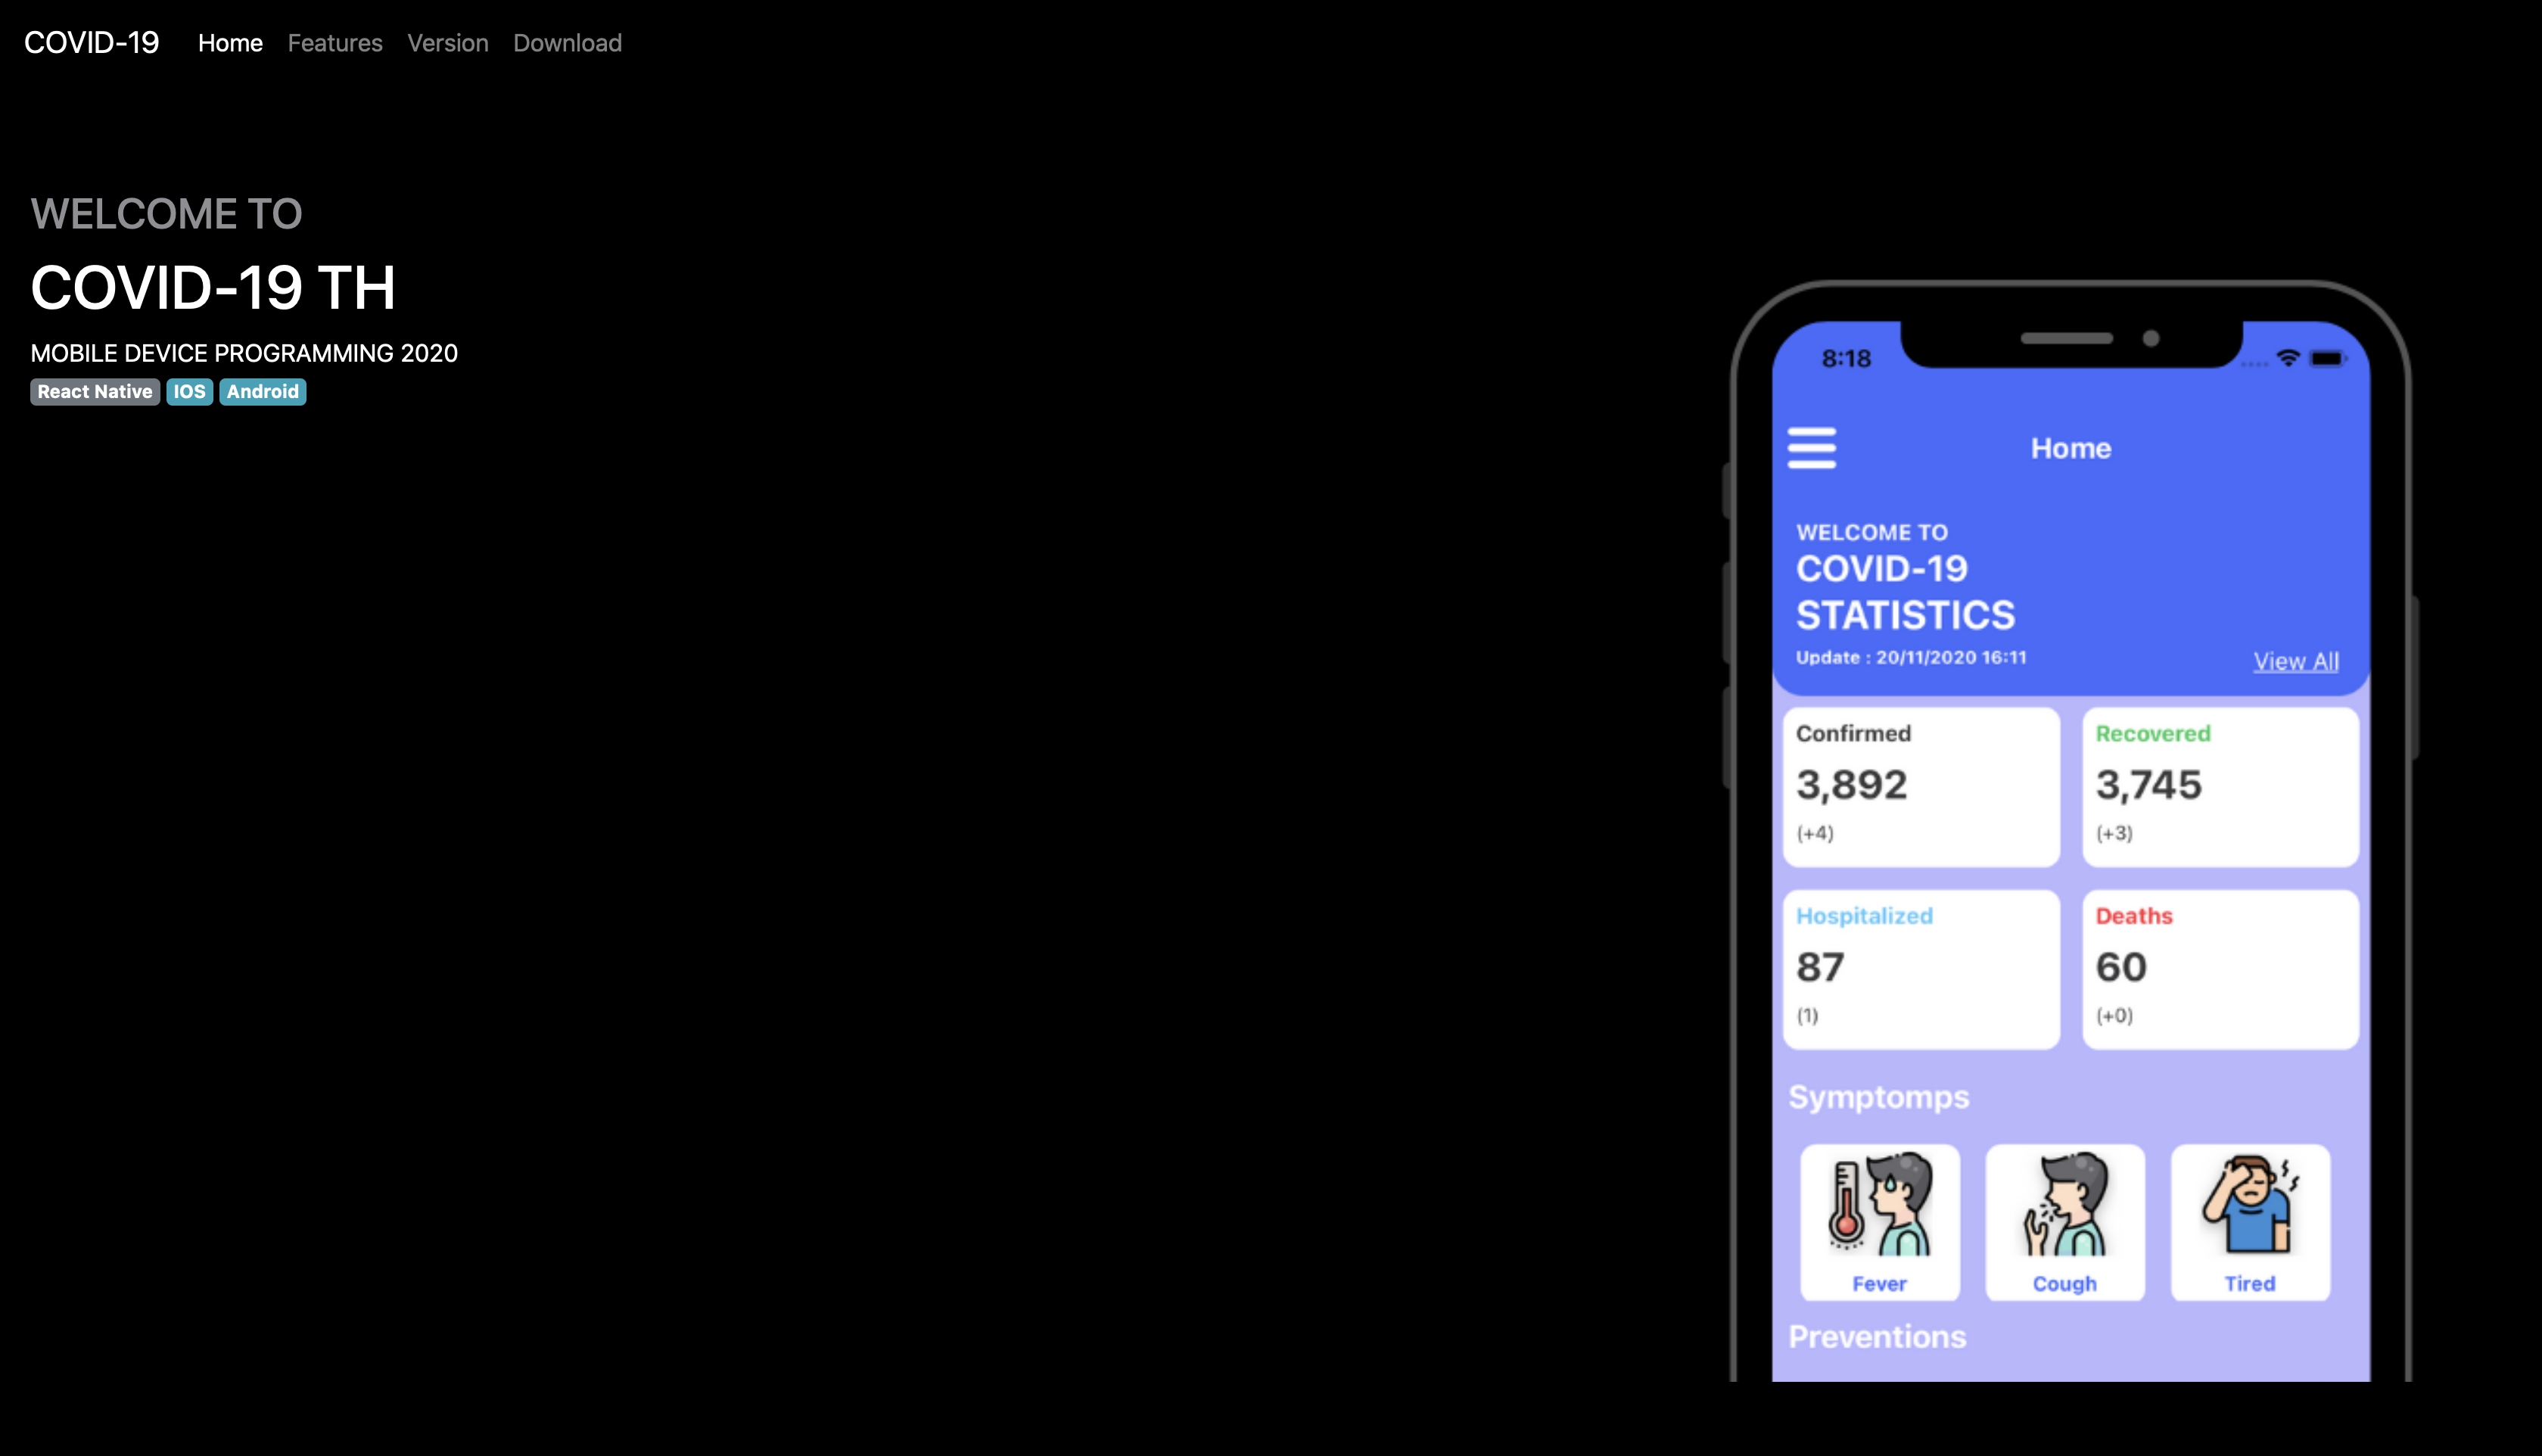 COVID-19 Home Features Version Download
WELCOME TO
COVID-19 TH
MOBILE DEVICE PROGRAMMING 2020
React Native IOS Android
8:18
Home
WELCOME TO
COVID-19
STATISTICS
Update : 20/11/2020 16:11
View All
Confirmed
3,892
(+4)
Recovered
3,745
(+3)
Hospitalized
87
(1)
Deaths
60
(+0)
Symptomps
Fever
Cough
Tired
Preventions